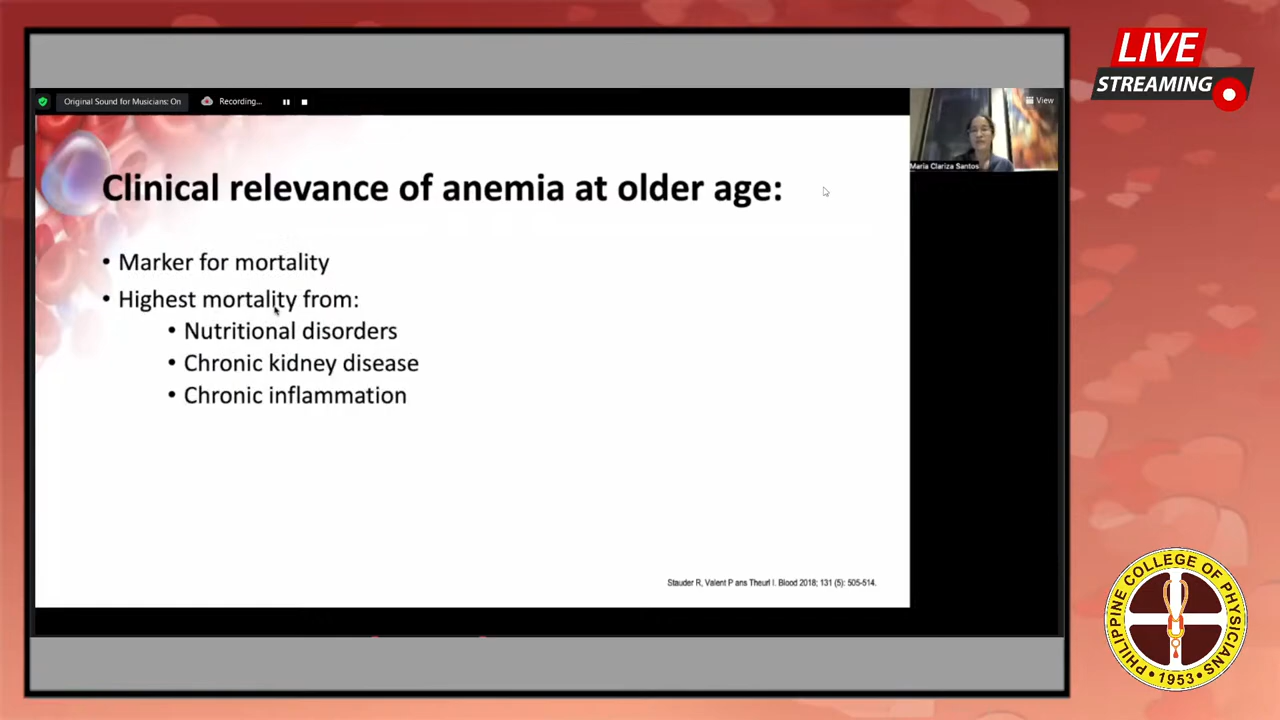 LIVE
STREAMING
Original Sound for Musicians: On
Recording...
View
Maria Clariza Santos
Clinical relevance of anemia at older age:
• Marker for mortality
• Highest mortality from:
• Nutritional disorders
• Chronic kidney disease
• Chronic inflammation
Stauder R, Valent P ans Theurl I. Blood 2018; 131 (5): 505-514.
PHILIPPINE COLLEGE OF PHYSICIANS
1953